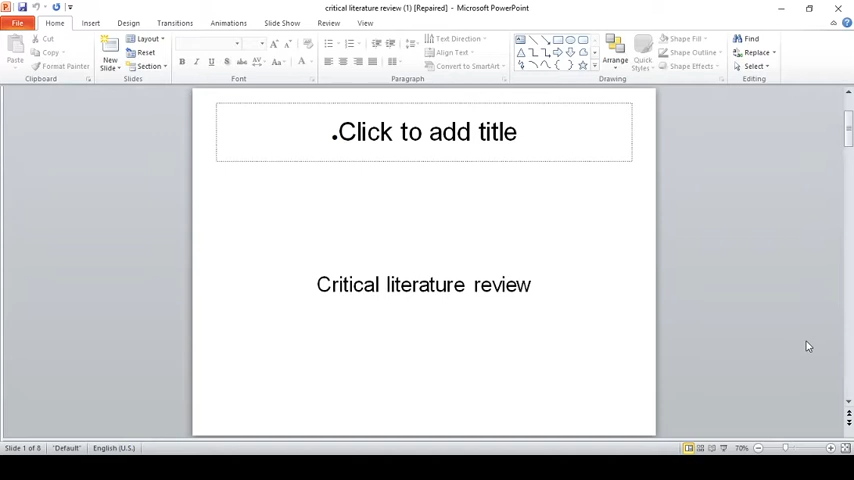 critical literature review (1) [Repaired] - Microsoft PowerPoint
File Home Insert Design Transitions Animations Slide Show Review View
Cut
Copy
Format Painter
Paste
Clipboard
New
Slide
Layout
Reset
Section
Slides
Font
Text Direction
Align Text
Convert to SmartArt
Paragraph
Arrange
Quick
Styles
Shape Fill
Shape Outline
Shape Effects
Drawing
Find
Replace
Select
Editing
•Click to add title
Critical literature review
Slide 1 of 8 "Default" English (U.S.) 70%